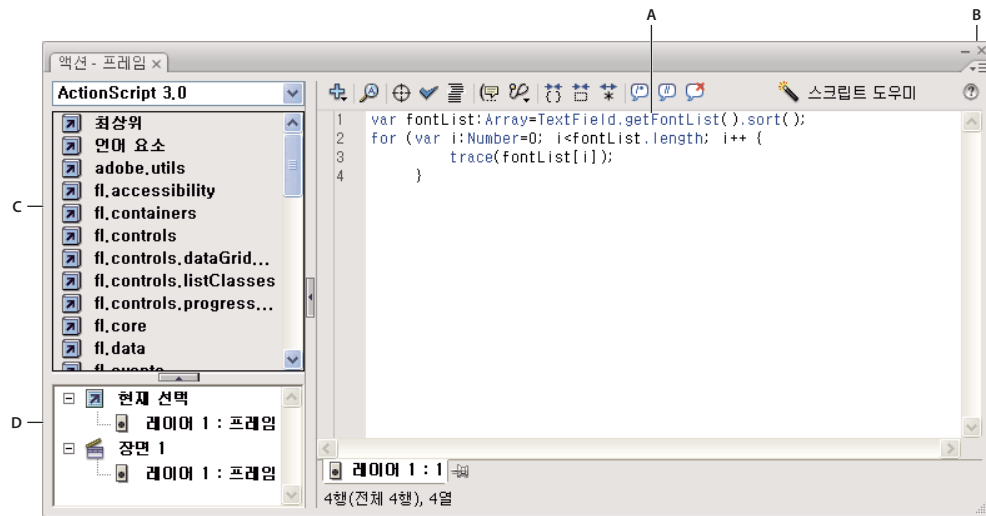 A
B
액션 - 프레임 ×
ActionScript 3.0
스크립트 도우미
최상위
언어 요소
adobe.utils
fl.accessibility
fl.containers
fl.controls
fl.controls.dataGrid...
fl.controls.listClasses
fl.controls.progress...
fl.core
fl.data
fl.events
C
1 var fontList:Array=TextField.getFontList().sort();
2 for (var i:Number=0; i<fontList.length; i++ {
3 trace(fontList[i]);
4 }
D
현재 선택
레이어 1 : 프레임
장면 1
레이어 1 : 프레임
레이어 1 : 1
4행(전체 4행), 4열